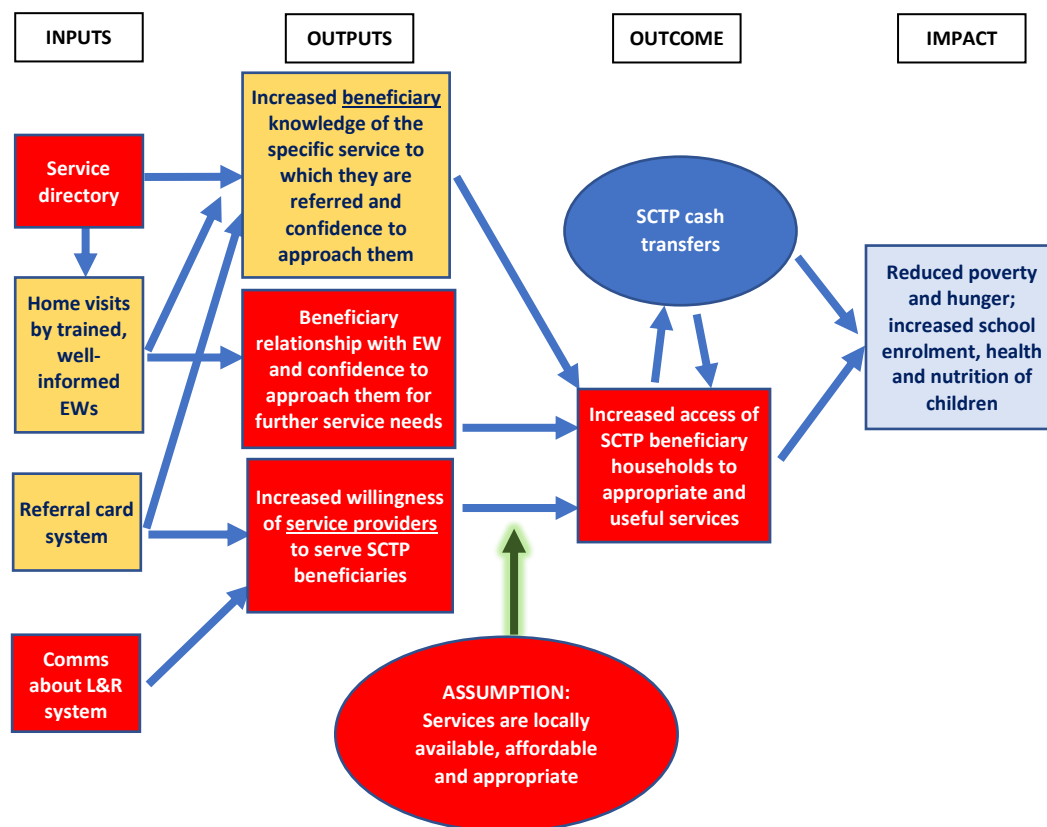 INPUTS
OUTPUTS
OUTCOME
IMPACT
Service
directory
Home visits
by trained,
well-
informed
EWs
Referral card
system
Comms
about L&R
system
Increased beneficiary
knowledge of the
specific service to
which they are
referred and
confidence to
approach them
Beneficiary
relationship with EW
and confidence to
approach them for
further service needs
Increased willingness
of service providers
to serve SCTP
beneficiaries
ASSUMPTION:
Services are locally
available, affordable
and appropriate
SCTP cash
transfers
Increased access of
SCTP beneficiary
households to
appropriate and
useful services
Reduced poverty
and hunger;
increased school
enrolment, health
and nutrition of
children